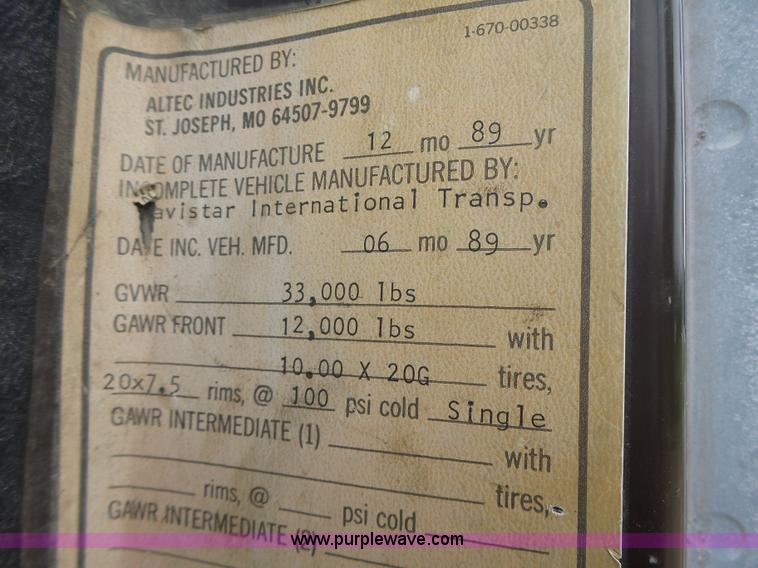 1-670-00338
MANUFACTURED BY:
ALTEC INDUSTRIES INC.
ST. JOSEPH, MO 64507-9799
DATE OF MANUFACTURE 12 mo 89 yr
INCOMPLETE VEHICLE MANUFACTURED BY:
avistar International Transp.
DATE INC. VEH. MFD. 06 mo 89 yr
GVWR 33,000 lbs
GAWR FRONT 12,000 lbs with
10.00 X 20G tires,
20x7.5 rims, @ 100 psi cold Single
GAWR INTERMEDIATE (1) with
tires,
rims, @ psi cold
GAWR INTERMEDIATE (2)
www.purplewave.com